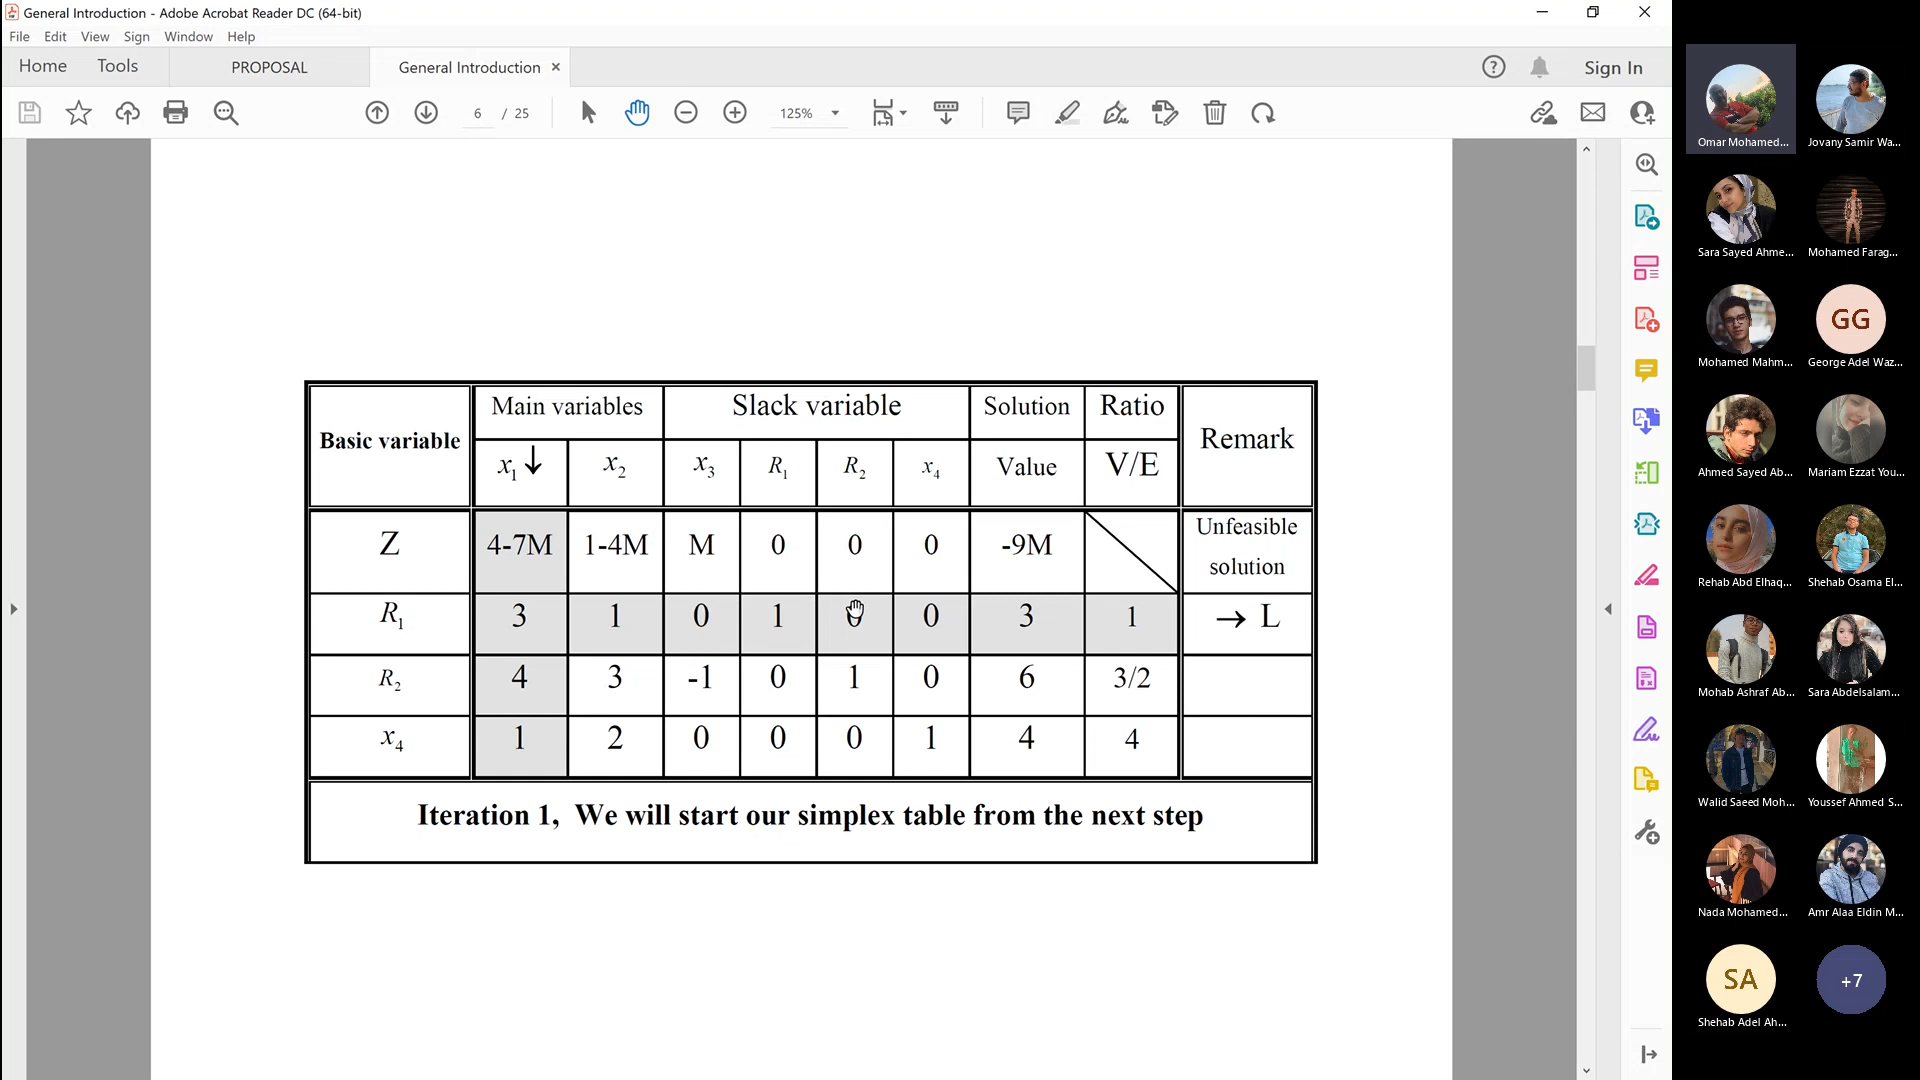 General Introduction - Adobe Acrobat Reader DC (64-bit)
File Edit View Sign Window Help
Home Tools PROPOSAL General Introduction × Sign In
6 / 25 125%
Basic variable Main variables Slack variable Solution Ratio Remark
x1 ↓ x2 x3 R1 R2 x4 Value V/E
Z 4-7M 1-4M M 0 0 0 -9M Unfeasible solution
R1 3 1 0 1 0 0 3 1 → L
R2 4 3 -1 0 1 0 6 3/2
x4 1 2 0 0 0 1 4 4
Iteration 1, We will start our simplex table from the next step
Omar Mohamed... Jovany Samir Wa...
Sara Sayed Ahme... Mohamed Farag...
GG
Mohamed Mahm... George Adel Waz...
Ahmed Sayed Ab... Mariam Ezzat You...
Rehab Abd Elhaq... Shehab Osama El...
Mohab Ashraf Ab... Sara Abdelsalam...
Walid Saeed Moh... Youssef Ahmed S...
Nada Mohamed... Amr Alaa Eldin M...
SA +7
Shehab Adel Ah...